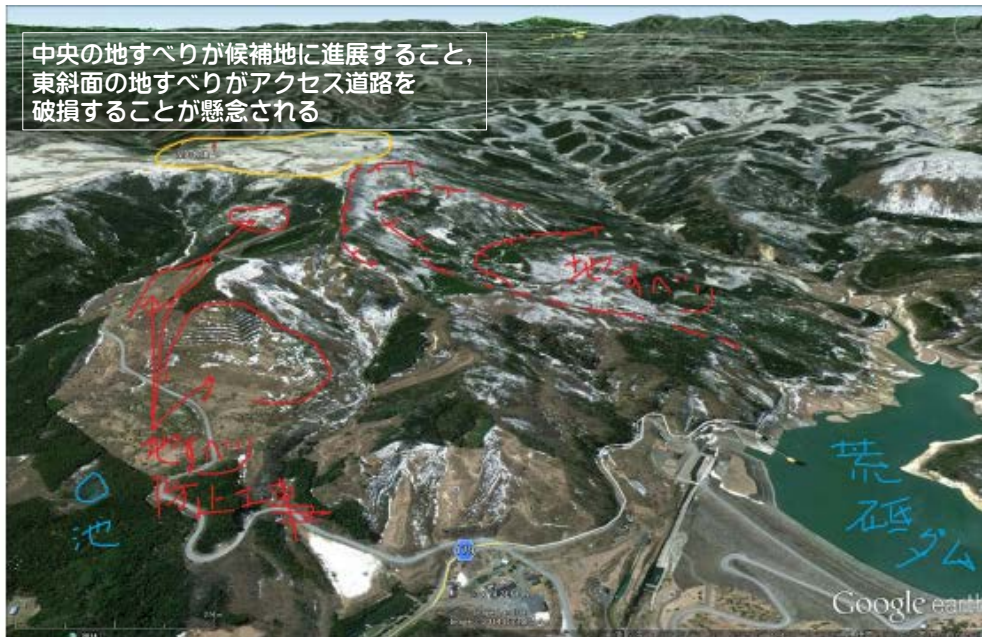 中央の地すべりが候補地に進展すること,
東斜面の地すべりがアクセス道路を
破損することが懸念される
地すべり
地すべり
防止工事
池
荒
砥
ダム
Google earth